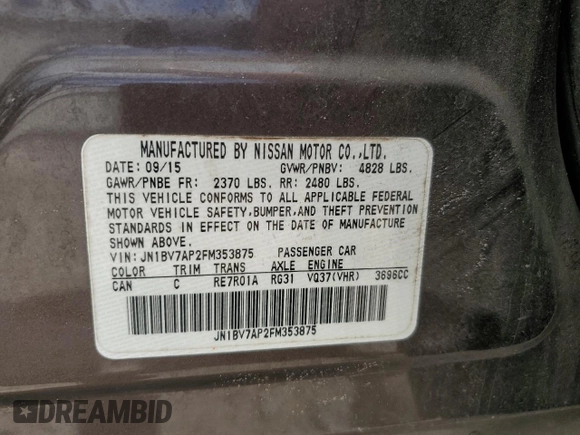 MANUFACTURED BY NISSAN MOTOR CO.,LTD.
DATE: 09/15 GVWR/PNBV: 4828 LBS.
GAWR/PNBE FR: 2370 LBS. RR: 2480 LBS.
THIS VEHICLE CONFORMS TO ALL APPLICABLE FEDERAL
MOTOR VEHICLE SAFETY,BUMPER,AND THEFT PREVENTION
STANDARDS IN EFFECT ON THE DATE OF MANUFACTURE
SHOWN ABOVE.
VIN:JN1BV7AP2FM353875 PASSENGER CAR
COLOR TRIM TRANS AXLE ENGINE
CAN C RE7R01A RG31 VQ37(VHR) 3696CC
JN1BV7AP2FM353875
DREAMBID